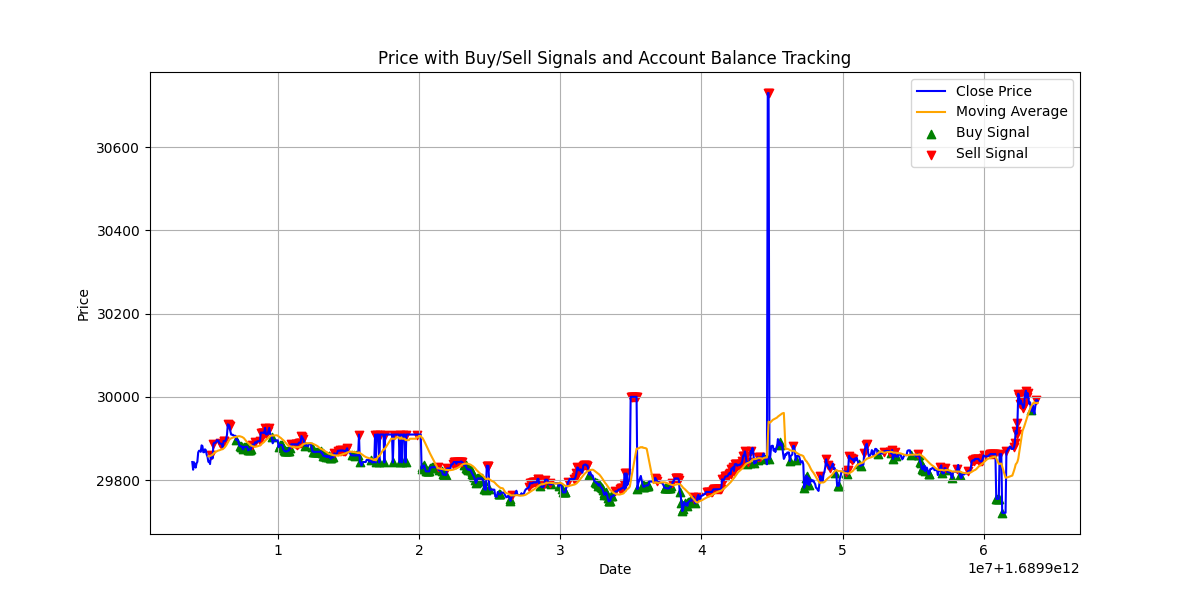 Price with Buy/Sell Signals and Account Balance Tracking
Close Price
Moving Average
Buy Signal
Sell Signal
30600
30400
30200
30000
29800
Price
1 2 3 4 5 6
Date
1e7+1.6899e12